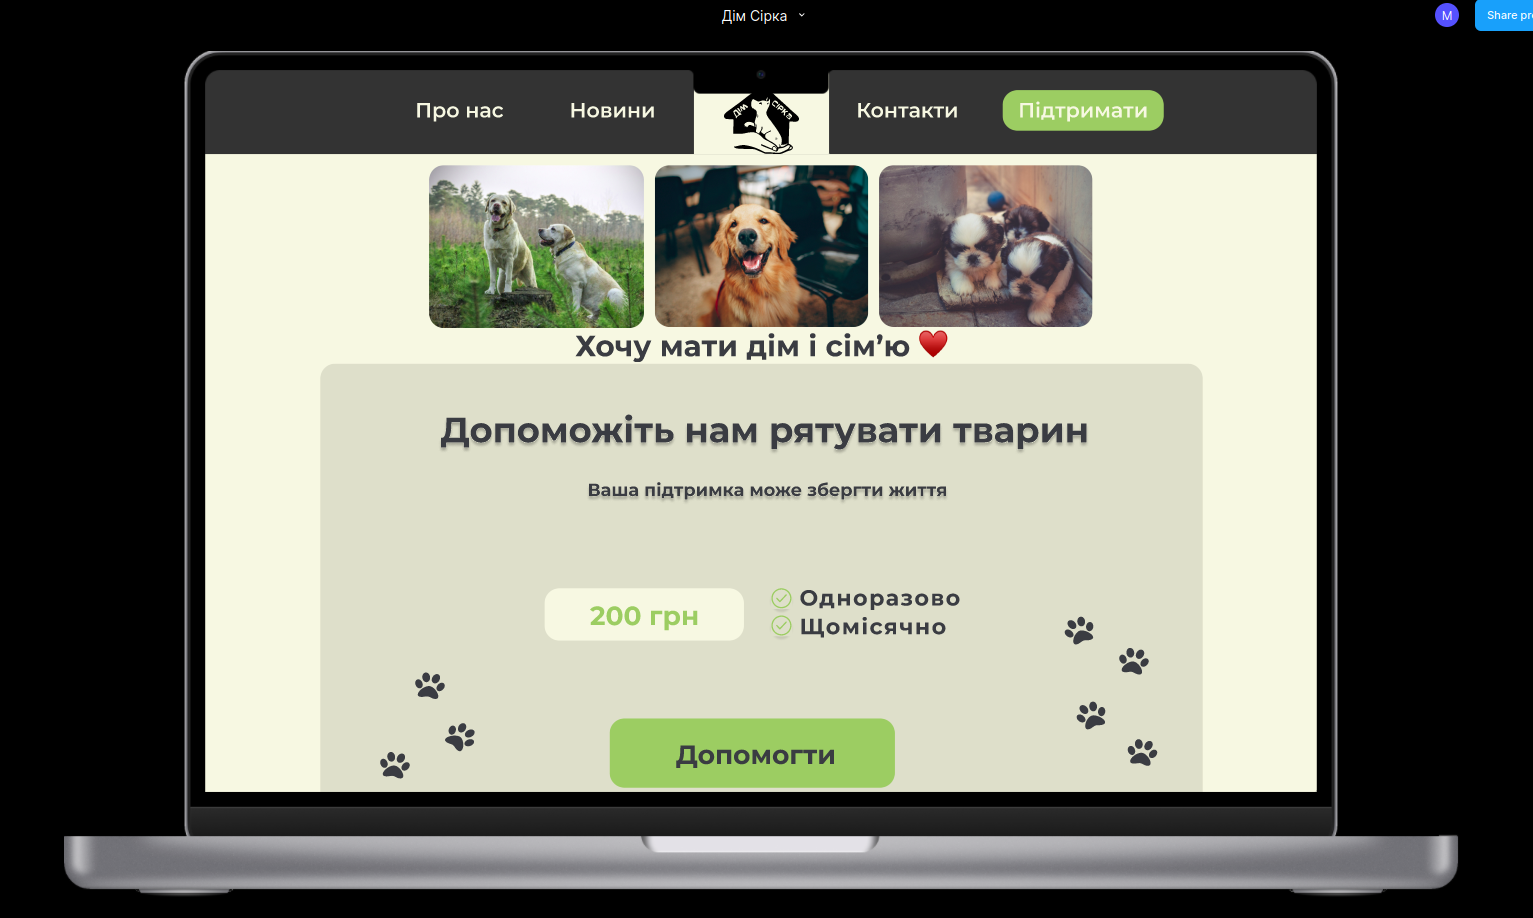 Дім Сірка
M
Share pr
Про нас
Новини
ДІМ СІРКА
Контакти
Підтримати
Хочу мати дім і сім’ю
Допоможіть нам рятувати тварин
Ваша підтримка може зберегти життя
200 грн
Одноразово
Щомісячно
Допомогти